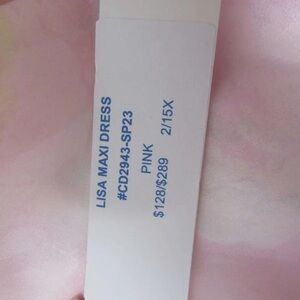 LISA MAXI DRESS
#CD2943-SP23
PINK 2/15X
$128/$289